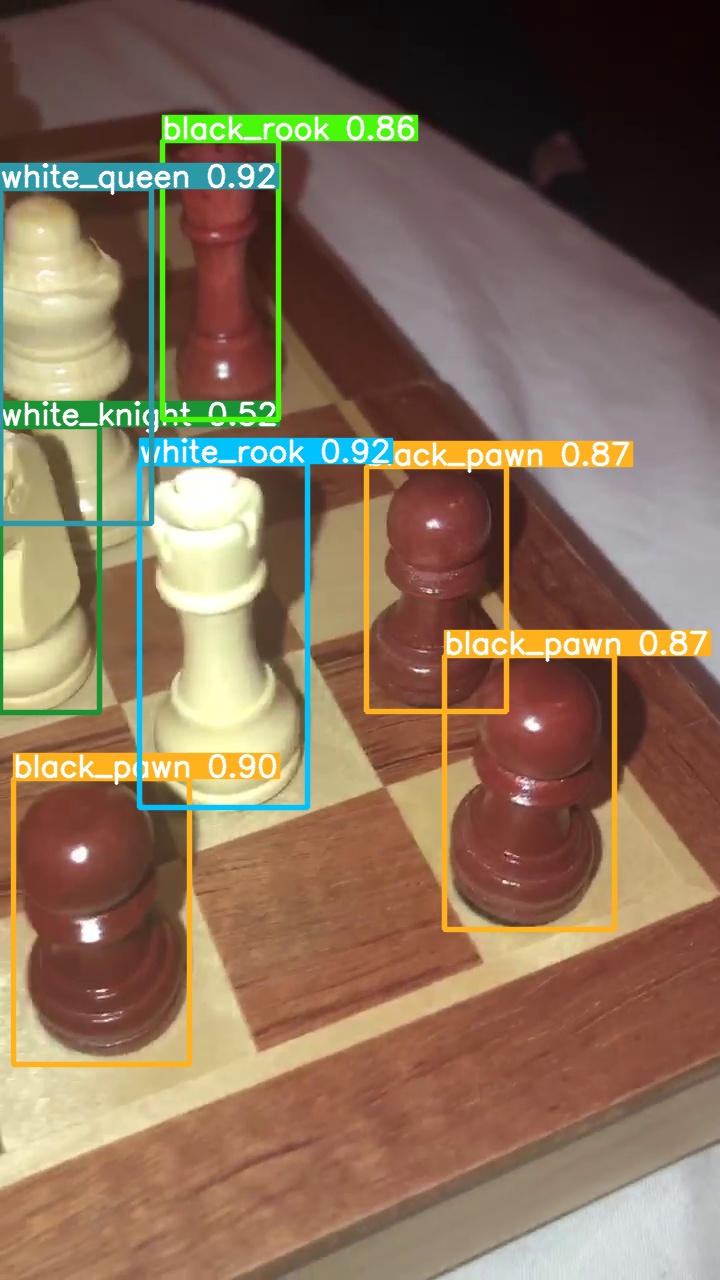 black_rook 0.86
white_queen 0.92
white_knight 0.52
white_rook 0.92
ack_pawn 0.87
black_pawn 0.87
black_pawn 0.90